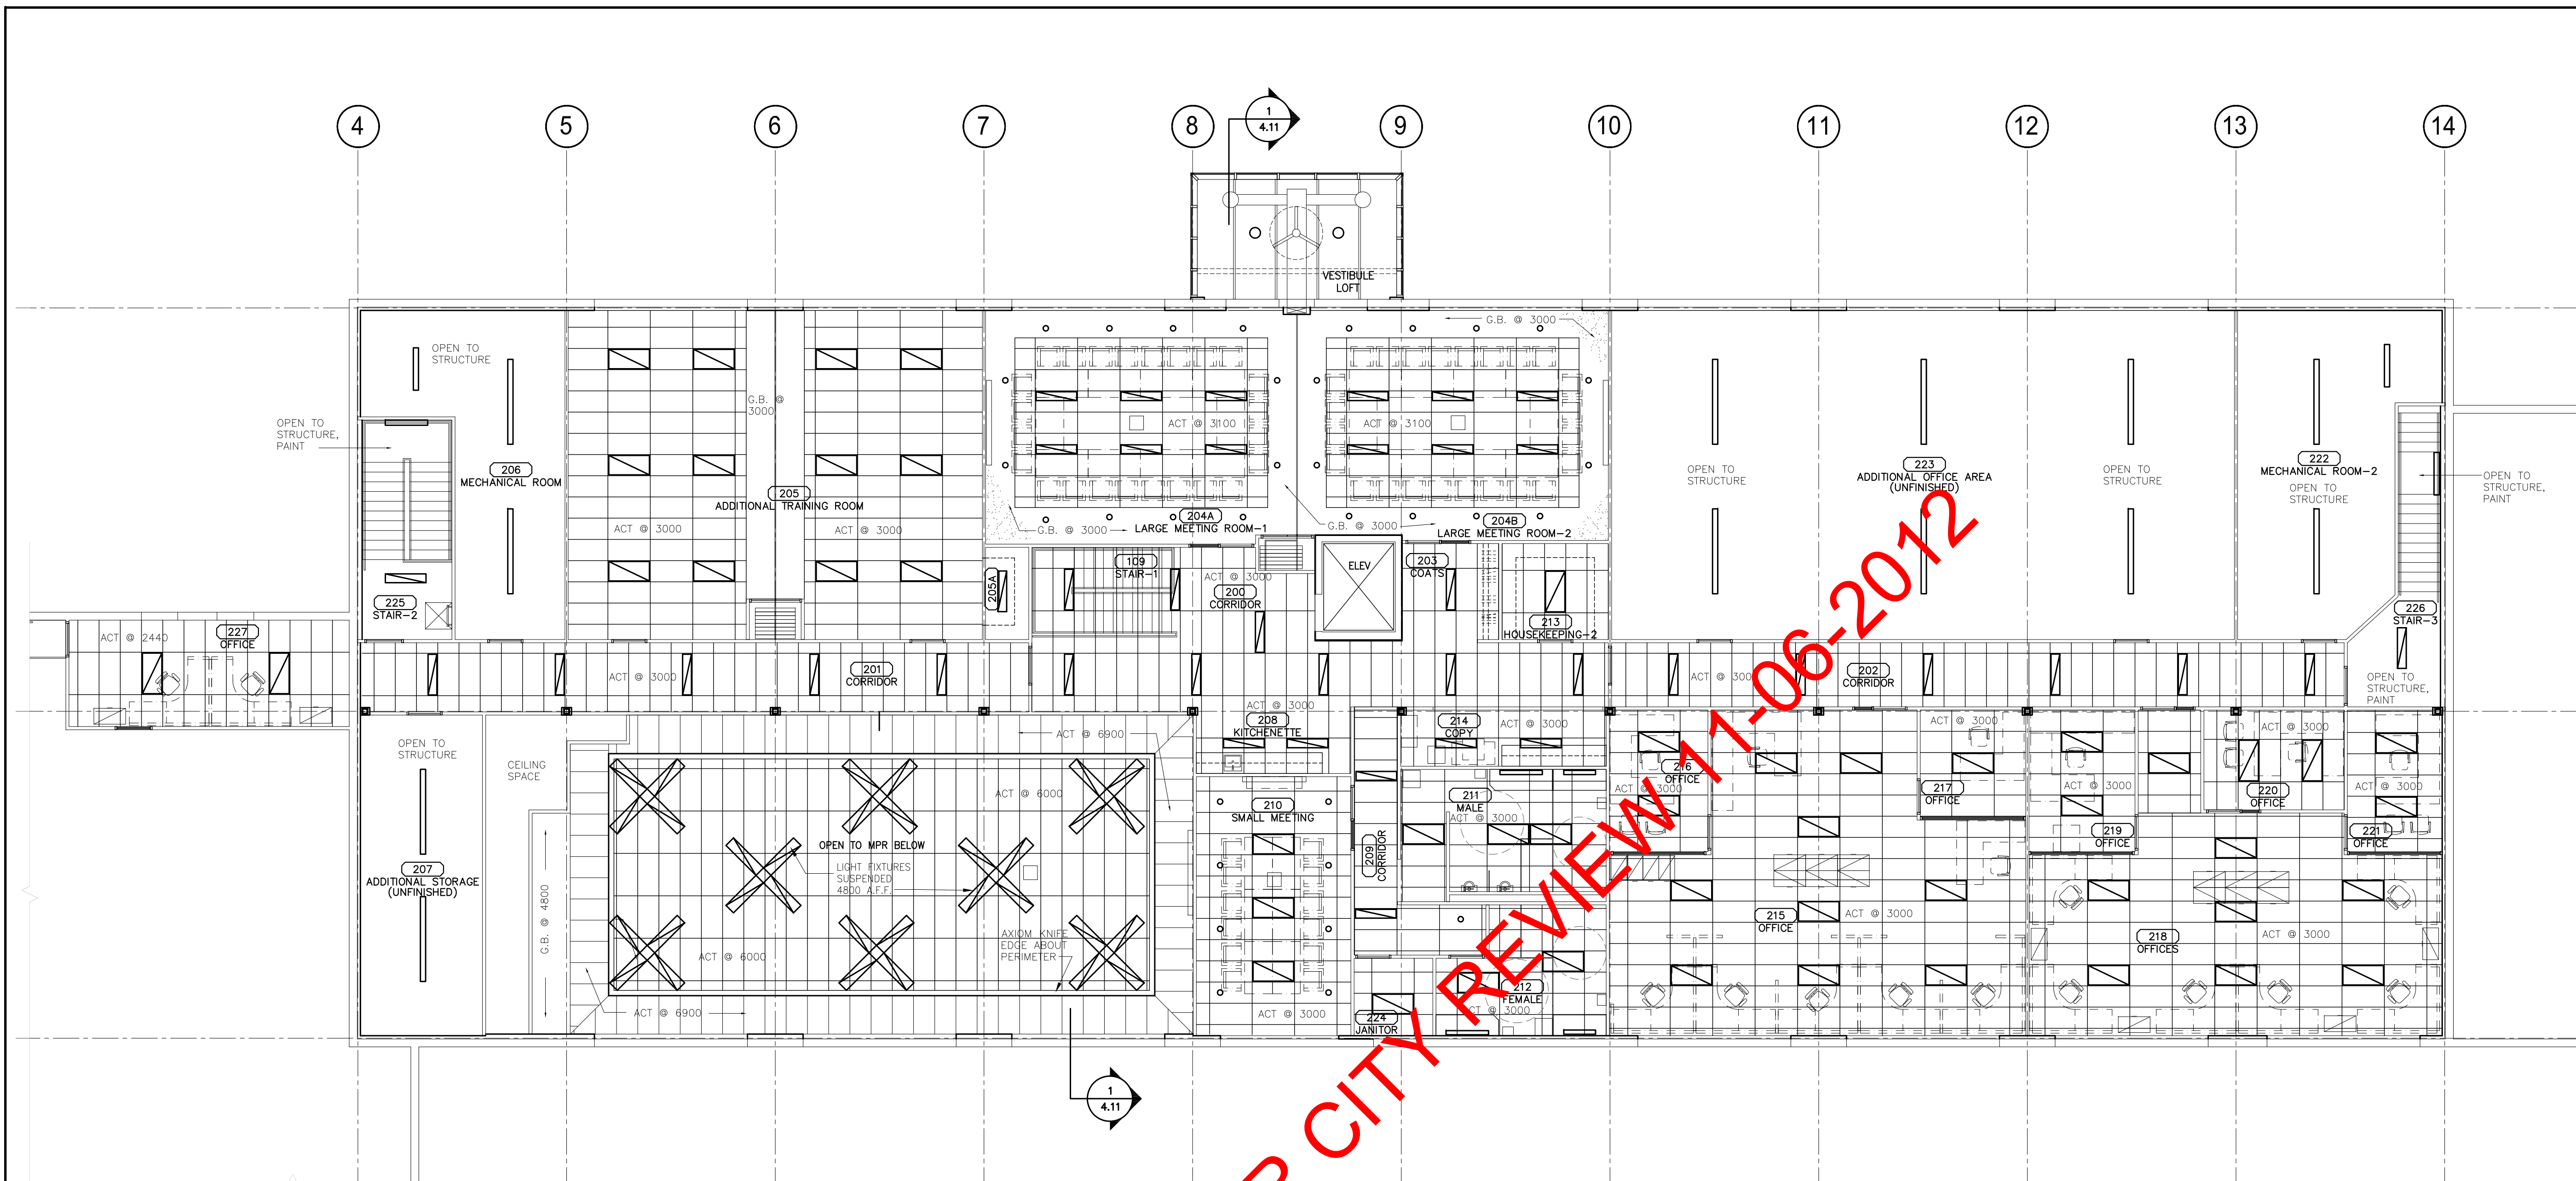 4
5
6
7
8
9
10
11
12
13
14
1
4.11
VESTIBULE
LOFT
OPEN TO
STRUCTURE
OPEN TO
STRUCTURE,
PAINT
206
MECHANICAL ROOM
225
STAIR-2
G.B. @
3000
205
ADDITIONAL TRAINING ROOM
ACT @ 3000
ACT @ 3000
205A
ACT @ 3100
G.B. @ 3000
204A
LARGE MEETING ROOM-1
G.B. @ 3000
ACT @ 3100
G.B. @ 3000
204B
LARGE MEETING ROOM-2
109
STAIR-1
ACT @ 3000
200
CORRIDOR
ELEV
203
COATS
213
HOUSEKEEPING-2
OPEN TO
STRUCTURE
223
ADDITIONAL OFFICE AREA
(UNFINISHED)
OPEN TO
STRUCTURE
222
MECHANICAL ROOM-2
OPEN TO
STRUCTURE
OPEN TO
STRUCTURE,
PAINT
226
STAIR-3
OPEN TO
STRUCTURE,
PAINT
ACT @ 2440
227
OFFICE
ACT @ 3000
201
CORRIDOR
ACT @ 3000
202
CORRIDOR
OPEN TO
STRUCTURE
207
ADDITIONAL STORAGE
(UNFINISHED)
CEILING
SPACE
G.B. @ 4800
ACT @ 6900
ACT @ 6000
OPEN TO MPR BELOW
LIGHT FIXTURES
SUSPENDED
4800 A.F.F.
AXIOM KNIFE
EDGE ABOUT
PERIMETER
ACT @ 6000
ACT @ 6900
1
4.11
ACT @ 3000
208
KITCHENETTE
210
SMALL MEETING
ACT @ 3000
209
CORRIDOR
214
COPY
ACT @ 3000
211
MALE
ACT @ 3000
212
FEMALE
ACT @ 3000
224
JANITOR
216
OFFICE
ACT @ 3000
215
OFFICE
ACT @ 3000
ACT @ 3000
217
OFFICE
ACT @ 3000
219
OFFICE
218
OFFICES
ACT @ 3000
ACT @ 3000
220
OFFICE
ACT @ 3000
221
OFFICE
CITY REVIEW 11-06-2012